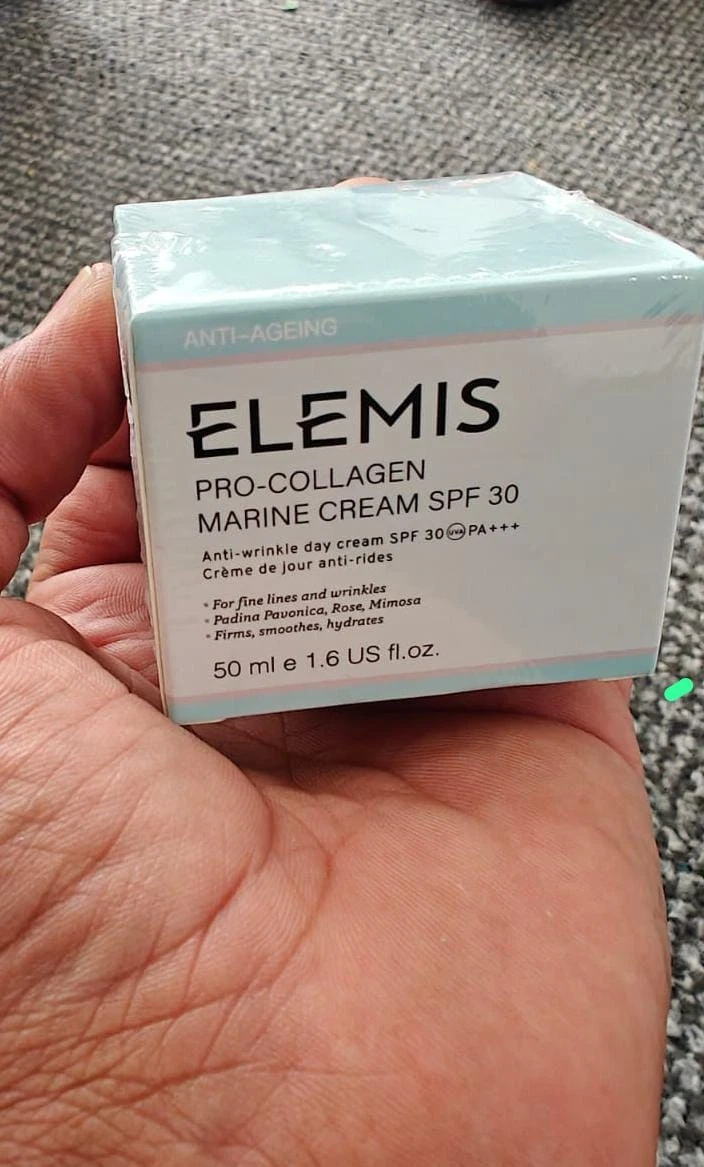 ANTI-AGEING
ELEMIS
PRO-COLLAGEN
MARINE CREAM SPF 30
Anti-wrinkle day cream SPF 30 UVA PA+++
Crème de jour anti-rides
• For fine lines and wrinkles
• Padina Pavonica, Rose, Mimosa
• Firms, smoothes, hydrates
50 ml e 1.6 US fl.oz.